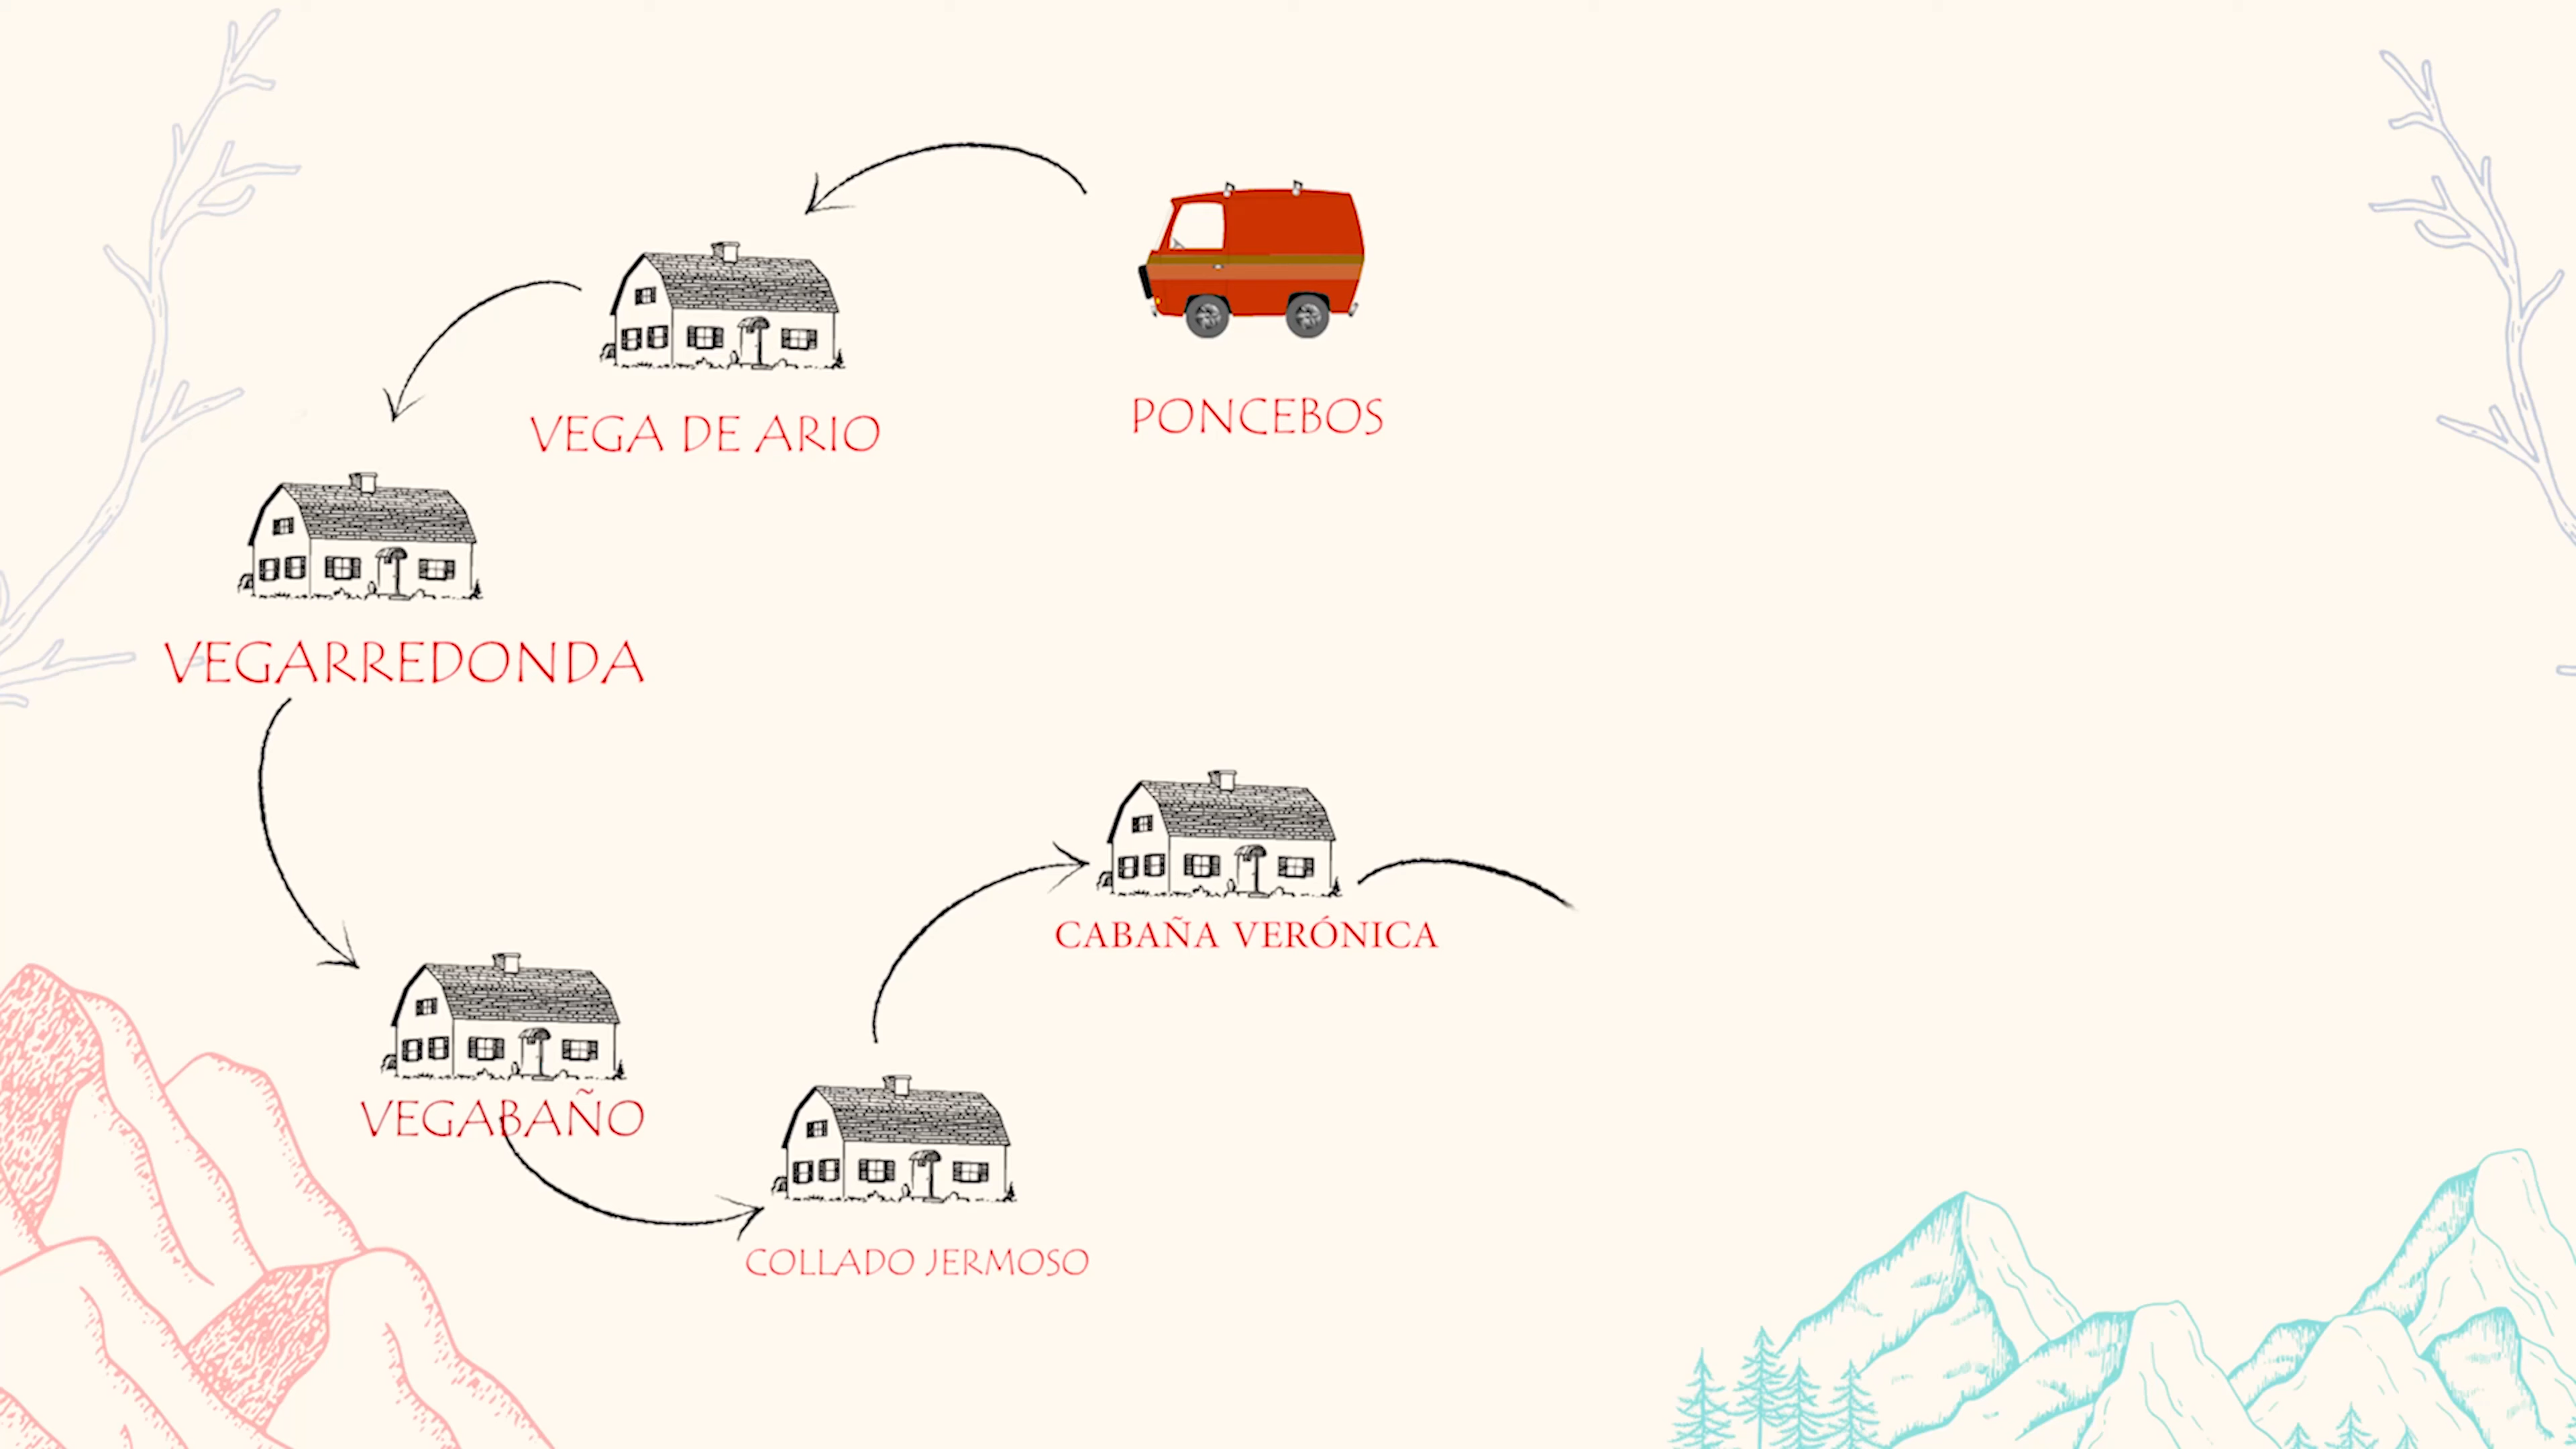 PONCEBOS
VEGA DE ARIO
VEGARREDONDA
VEGABAÑO
COLLADO JERMOSO
CABAÑA VERÓNICA